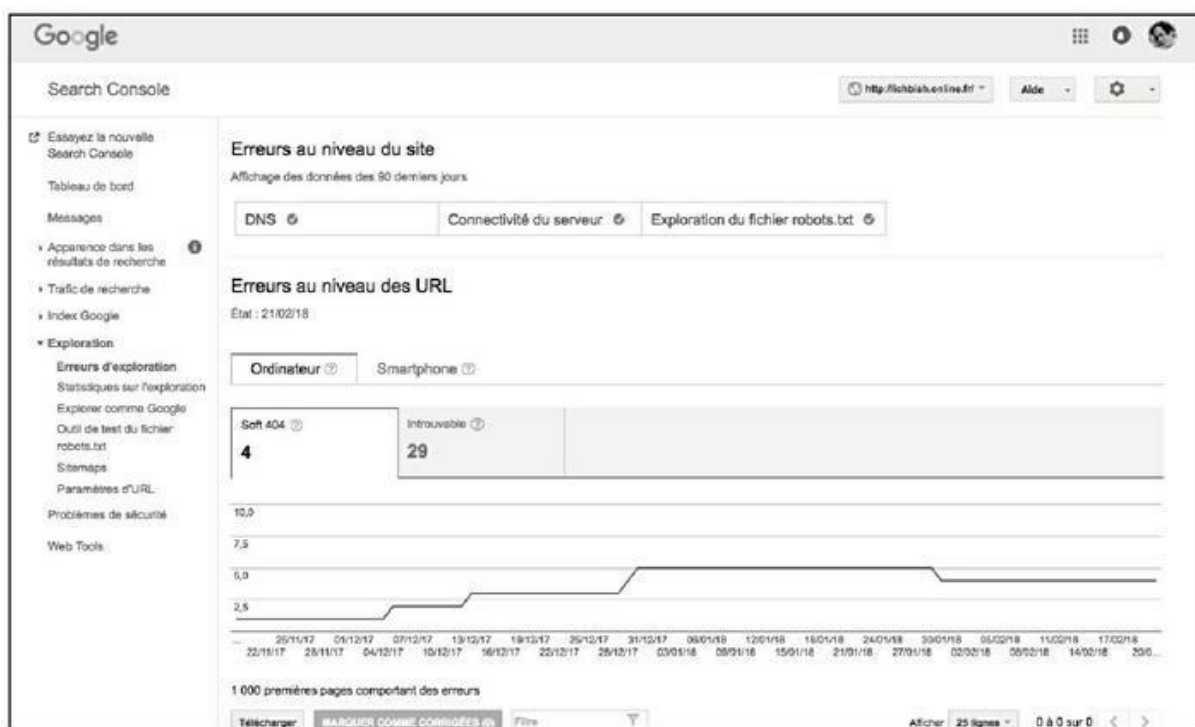 Google
Search Console
http://ichbiah.online.fr/
Aide
Essayez la nouvelle
Search Console
Tableau de bord
Messages
Apparence dans les
résultats de recherche
Trafic de recherche
Index Google
Exploration
Erreurs d'exploration
Statistiques sur l'exploration
Explorer comme Google
Outil de test du fichier
robots.txt
Sitemaps
Paramètres d'URL
Problèmes de sécurité
Web Tools
Erreurs au niveau du site
Affichage des données des 90 derniers jours
DNS Connectivité du serveur Exploration du fichier robots.txt
Erreurs au niveau des URL
État : 21/02/18
Ordinateur ? Smartphone ?
Soft 404 ? Introuvable ?
4 29
10,0
7,5
5,0
2,5
... 25/11/17 01/12/17 07/12/17 13/12/17 19/12/17 25/12/17 31/12/17 06/01/18 12/01/18 18/01/18 24/01/18 30/01/18 05/02/18 11/02/18 17/02/18
22/11/17 28/11/17 04/12/17 10/12/17 16/12/17 22/12/17 28/12/17 03/01/18 09/01/18 15/01/18 21/01/18 27/01/18 02/02/18 08/02/18 14/02/18 20/0...
1 000 premières pages comportant des erreurs
Télécharger MARQUER COMME CORRIGÉES (0) Filtre Afficher 25 lignes 0 à 0 sur 0